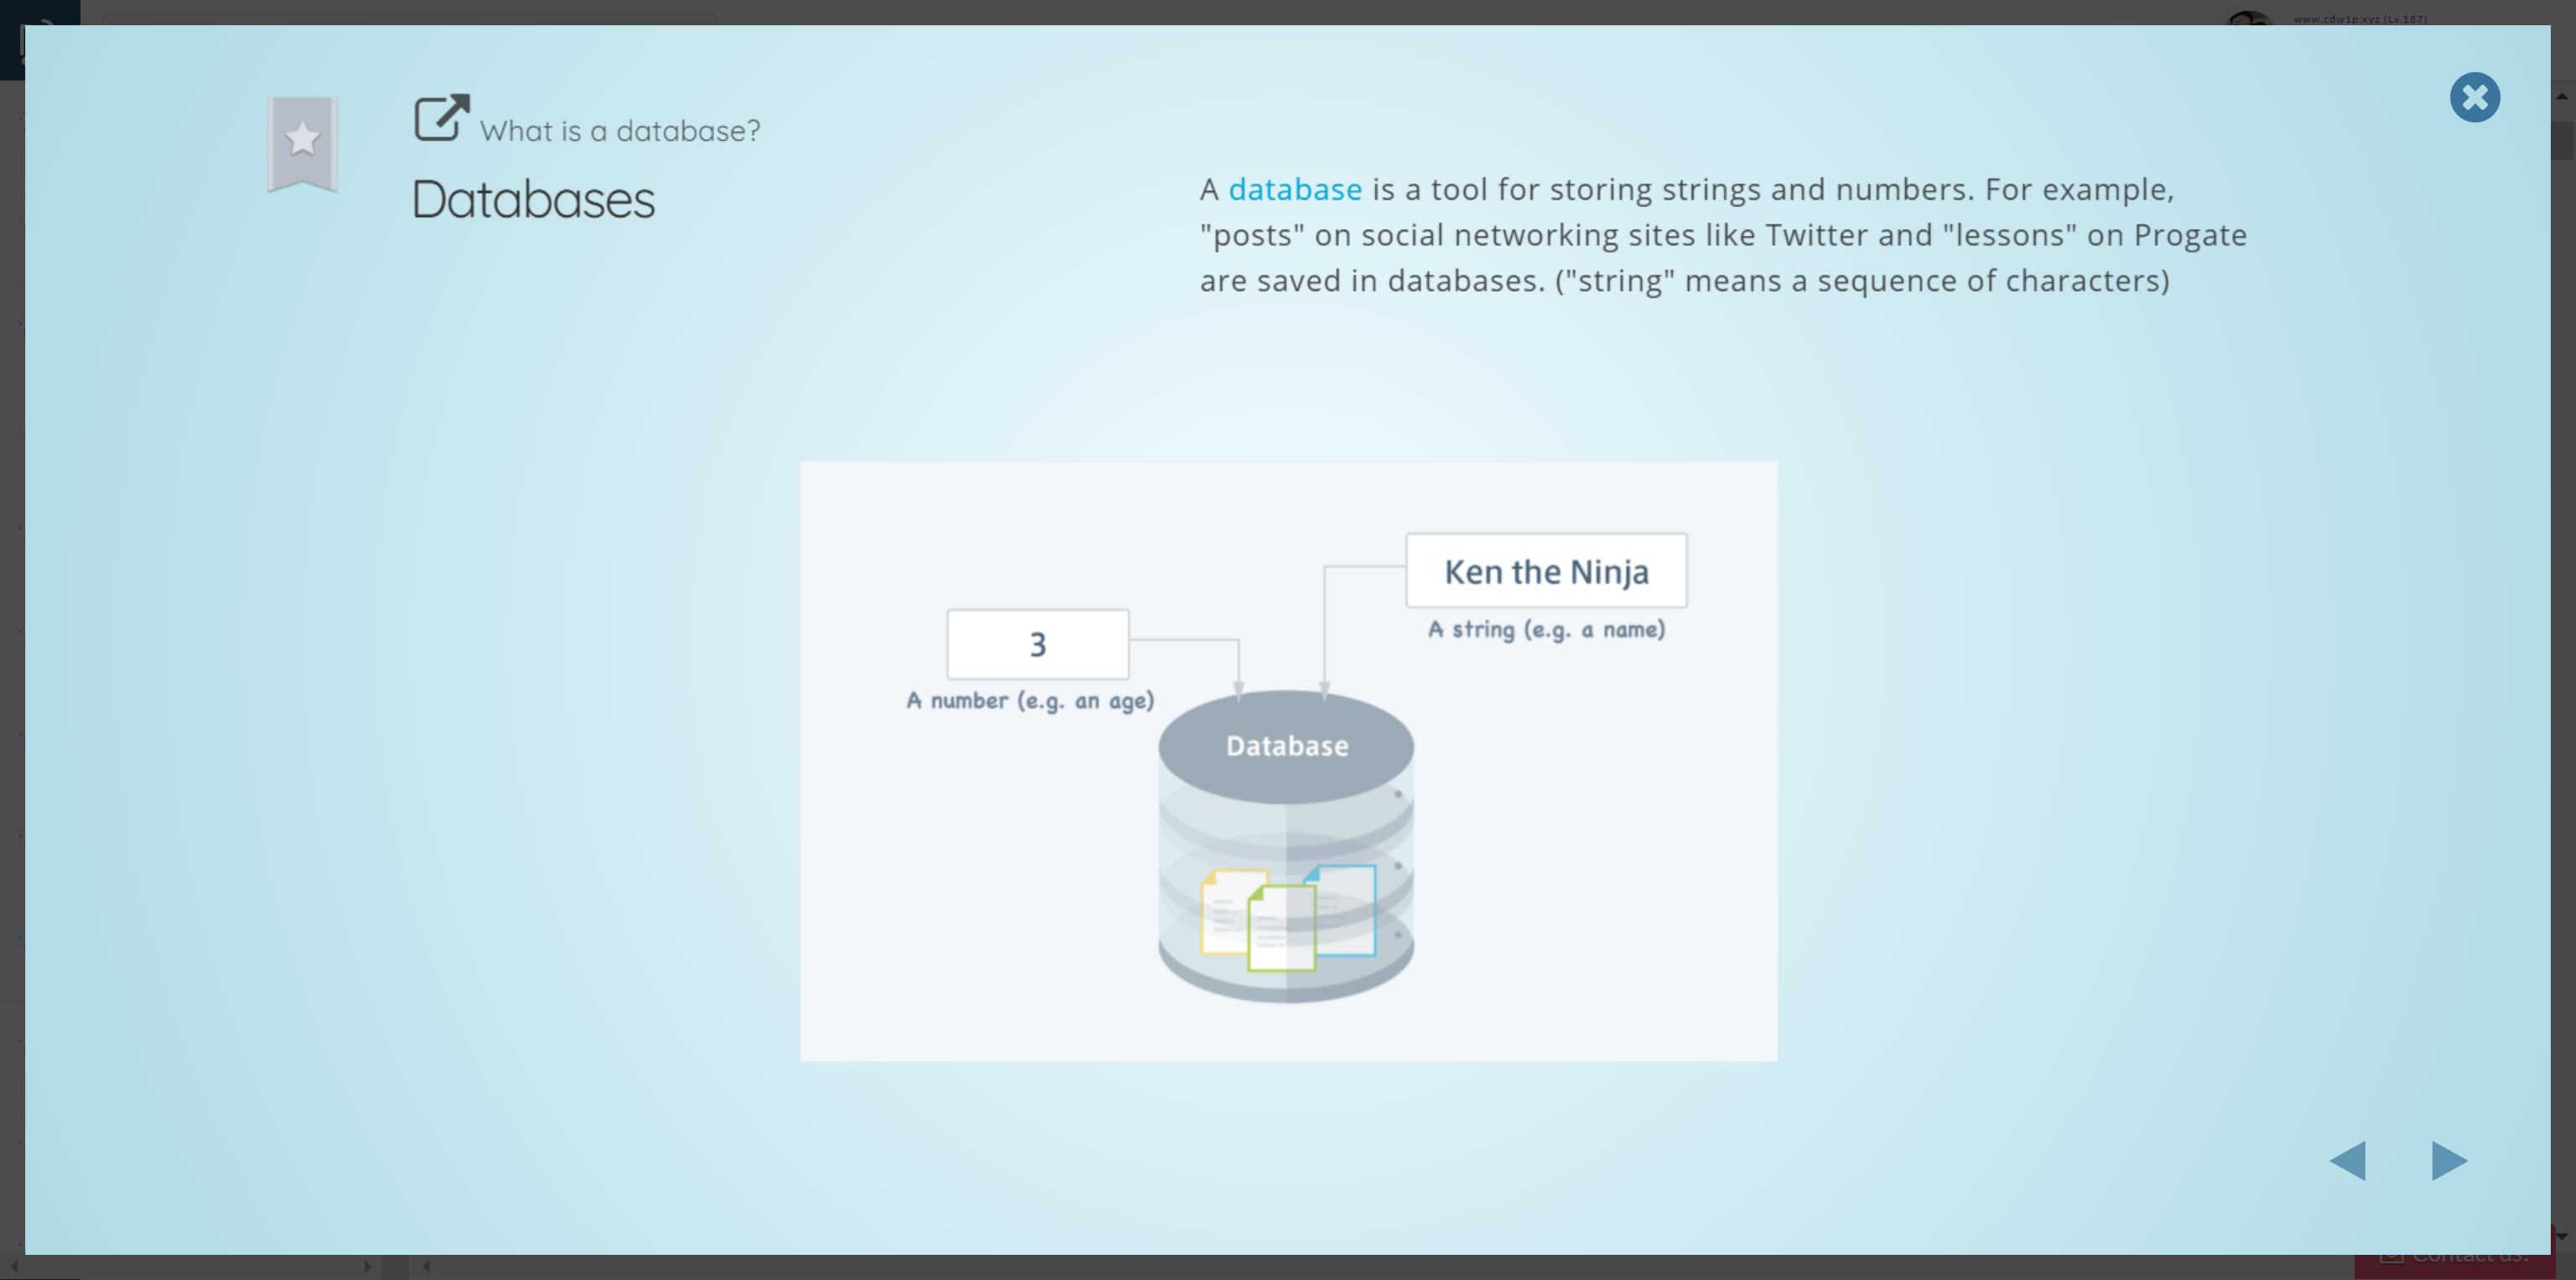 www.cdw1p.xyz (Lv.187)
What is a database?
Databases
A database is a tool for storing strings and numbers. For example,
"posts" on social networking sites like Twitter and "lessons" on Progate
are saved in databases. ("string" means a sequence of characters)
Ken the Ninja
A string (e.g. a name)
3
A number (e.g. an age)
Database
Contact us!